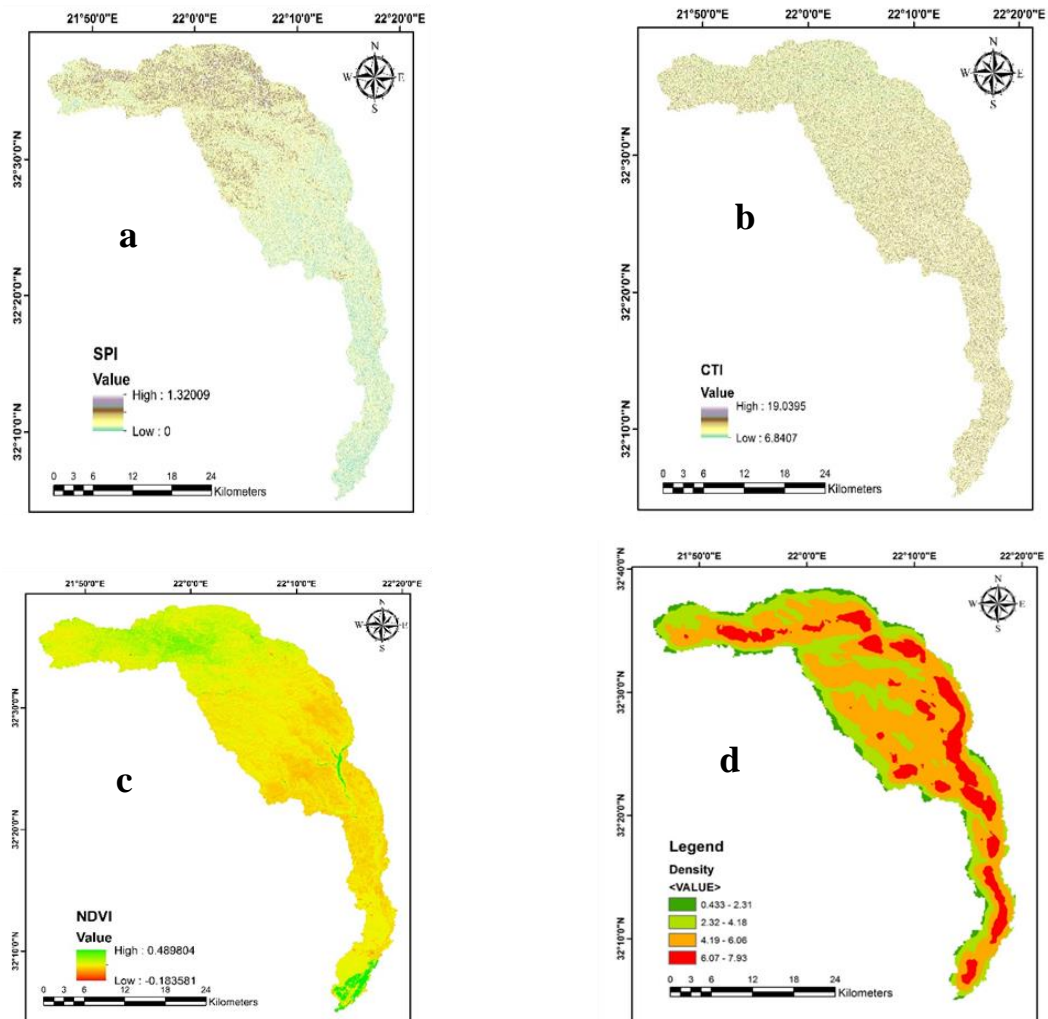 21°50'0"E 22°0'0"E 22°10'0"E 22°20'0"E
N
W E
S
32°30'0"N
32°20'0"N
32°10'0"N
a
SPI
Value
High : 1.32009
Low : 0
0 3 6 12 18 24
Kilometers
21°50'0"E 22°0'0"E 22°10'0"E 22°20'0"E
N
W E
S
32°30'0"N
32°20'0"N
32°10'0"N
b
CTI
Value
High : 19.0395
Low : 6.8407
0 3 6 12 18 24
Kilometers
21°50'0"E 22°0'0"E 22°10'0"E 22°20'0"E
N
W E
S
32°30'0"N
32°20'0"N
32°10'0"N
c
NDVI
Value
High : 0.489804
Low : -0.183581
0 3 6 12 18 24
Kilometers
21°50'0"E 22°0'0"E 22°10'0"E 22°20'0"E
N
W E
S
32°40'0"N
32°30'0"N
32°20'0"N
32°10'0"N
d
Legend
Density
<VALUE>
0.433 - 2.31
2.32 - 4.18
4.19 - 6.06
6.07 - 7.93
0 3 6 12 18 24
Kilometers